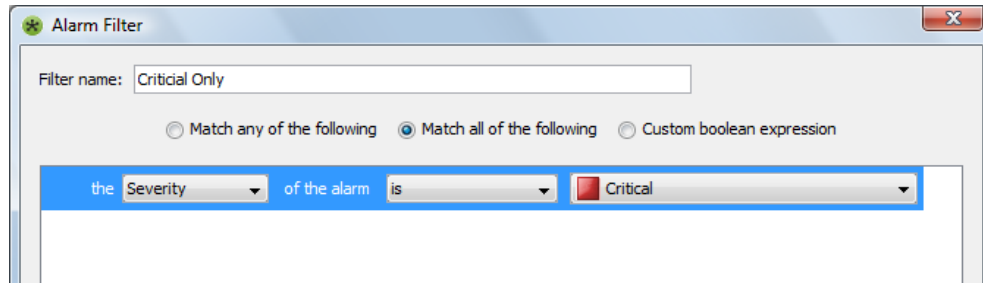 Alarm Filter
Filter name: Criticial Only
Match any of the following Match all of the following Custom boolean expression
the Severity of the alarm is Critical